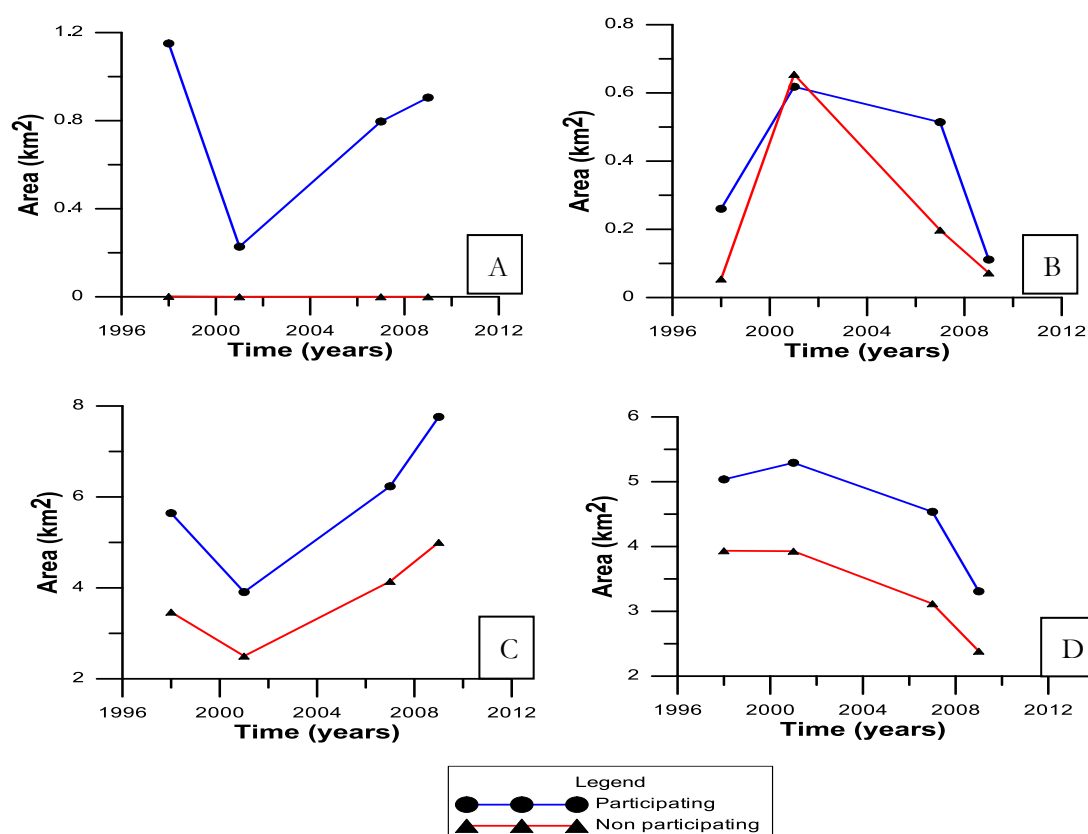 1.2
0.8
0.4
0
Area (km2)
A
1996 2000 2004 2008 2012
Time (years)
0.8
0.6
0.4
0.2
0
Area (km2)
B
1996 2000 2004 2008 2012
Time (years)
8
6
4
2
Area (km2)
C
1996 2000 2004 2008 2012
Time (years)
6
5
4
3
2
Area (km2)
D
1996 2000 2004 2008 2012
Time (years)
Legend
Participating
Non participating